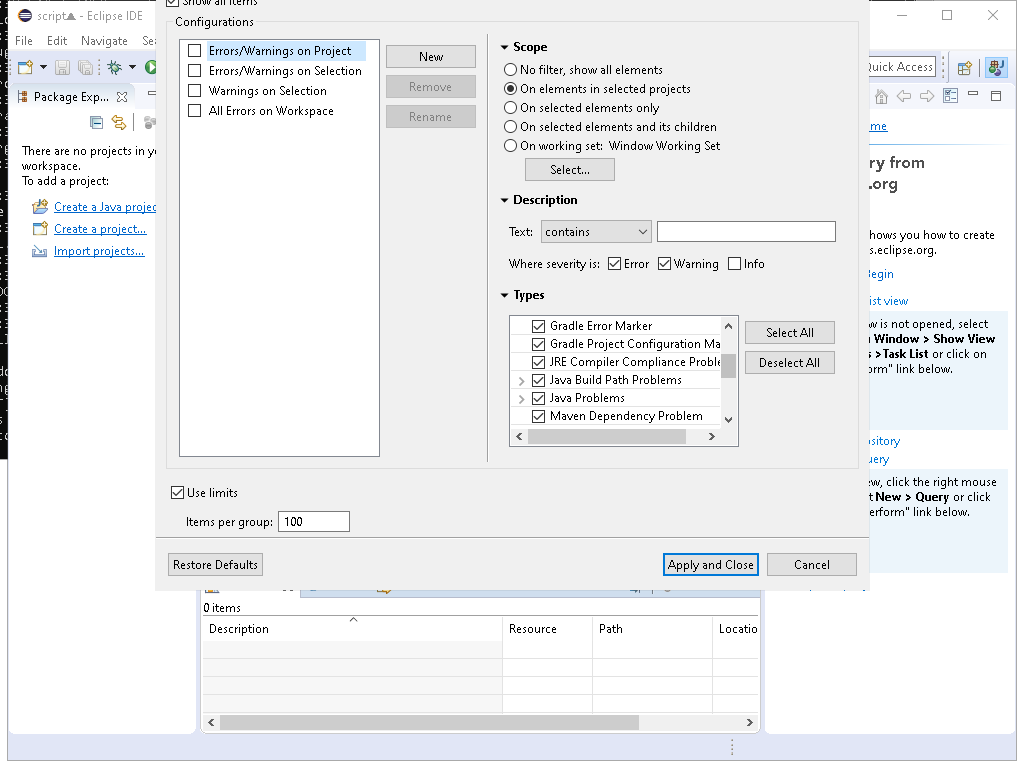 script▲ - Eclipse IDE
Show all items
File Edit Navigate Sea
Configurations
Errors/Warnings on Project
Errors/Warnings on Selection
Warnings on Selection
All Errors on Workspace
New
Remove
Rename
Scope
No filter, show all elements
On elements in selected projects
On selected elements only
On selected elements and its children
On working set: Window Working Set
Select...
Description
Text: contains
Where severity is: Error Warning Info
Types
Gradle Error Marker
Gradle Project Configuration Ma
JRE Compiler Compliance Proble
Java Build Path Problems
Java Problems
Maven Dependency Problem
Select All
Deselect All
Use limits
Items per group: 100
Restore Defaults
Apply and Close
Cancel
Quick Access
Package Exp...
There are no projects in yo
workspace.
To add a project:
Create a Java projec
Create a project...
Import projects...
me
ry from
.org
hows you how to create
s.eclipse.org.
Begin
ist view
w is not opened, select
Window > Show View
s >Task List or click on
orm" link below.
ository
uery
ew, click the right mouse
t New > Query or click
erform" link below.
0 items
Description Resource Path Locatio